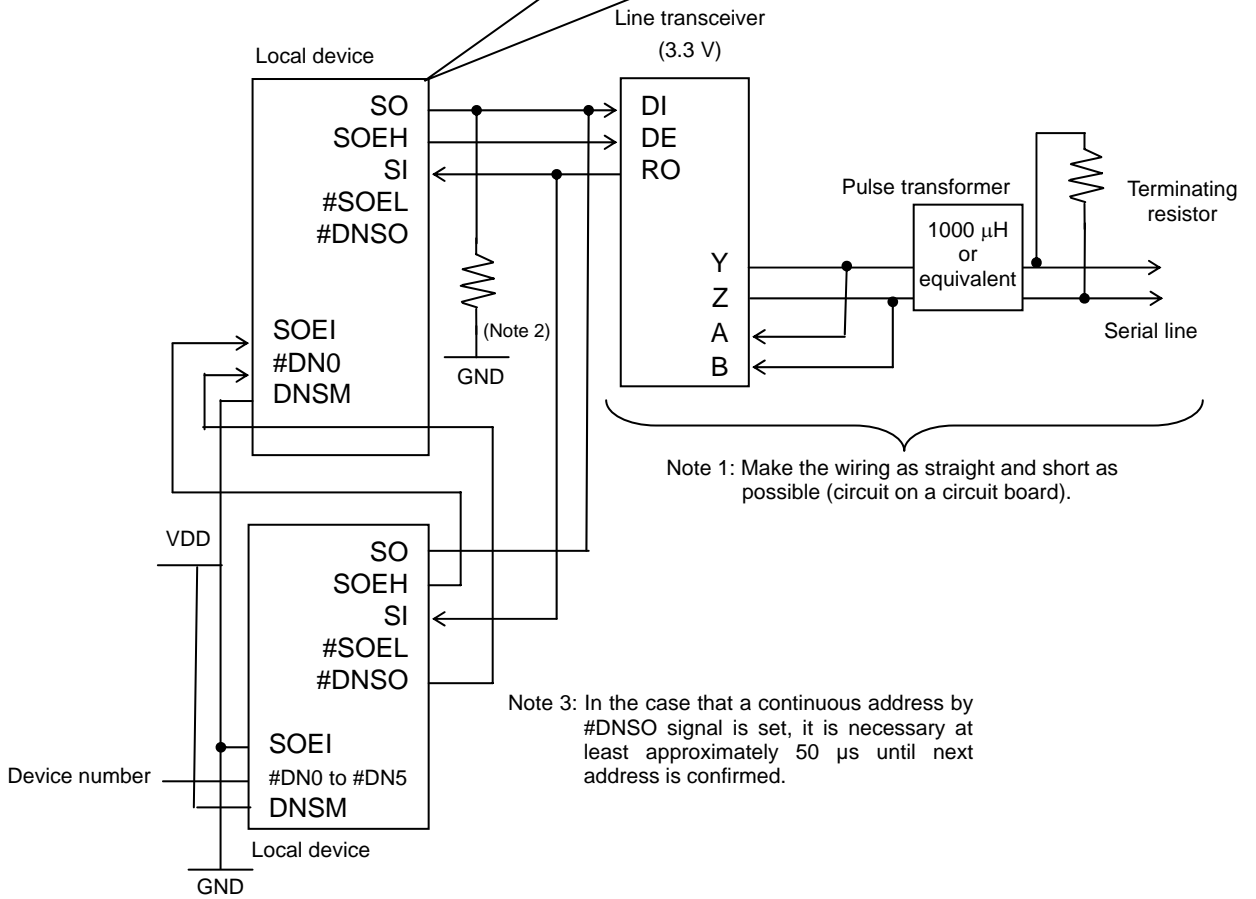 Line transceiver
(3.3 V)
Local device
SO
SOEH
SI
#SOEL
#DNSO
SOEI
#DN0
DNSM
DI
DE
RO
Y
Z
A
B
(Note 2)
GND
Pulse transformer
1000 μH
or
equivalent
Terminating
resistor
Serial line
Note 1: Make the wiring as straight and short as
possible (circuit on a circuit board).
VDD
SO
SOEH
SI
#SOEL
#DNSO
SOEI
#DN0 to #DN5
DNSM
Device number
Local device
GND
Note 3: In the case that a continuous address by
#DNSO signal is set, it is necessary at
least approximately 50 μs until next
address is confirmed.